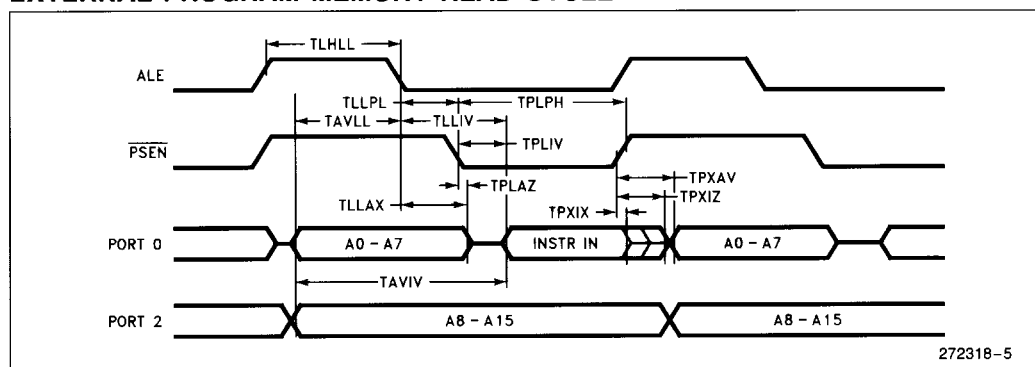 EXTERNAL PROGRAM MEMORY READ CYCLE
TLHLL
ALE
TLLPL
TPLPH
TAVLL
TLLIV
PSEN
TPLIV
TPLAZ
TPXAV
TPXIZ
TLLAX
TPXIX
PORT 0
A0 – A7
INSTR IN
A0 – A7
TAVIV
PORT 2
A8 – A15
A8 – A15
272318–5